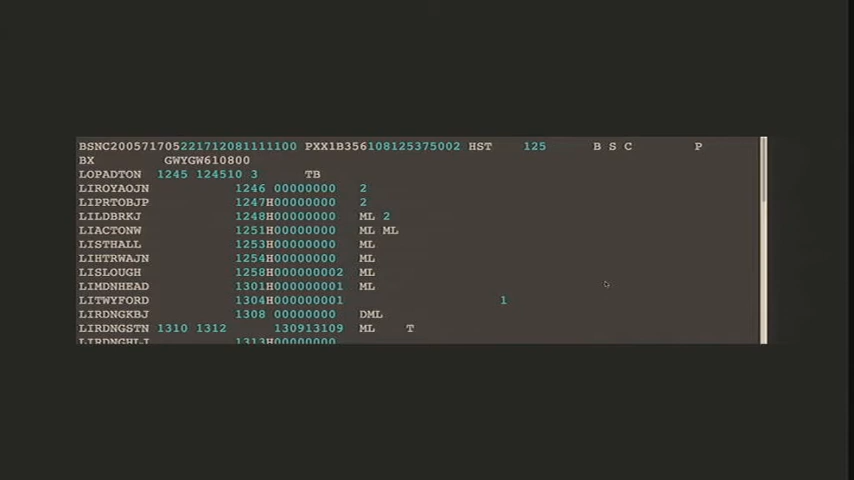 BSNC200571705221712081111100 PXX1B356108125375002 HST 125 B S C P
BX GWYGW610800
LOPADTON 1245 124510 3 TB
LIROYAOJN 1246 00000000 2
LIPRTOBJP 1247H00000000 2
LILDBRKJ 1248H00000000 ML 2
LIACTONW 1251H00000000 ML ML
LISTHALL 1253H00000000 ML
LIHTRWAJN 1254H00000000 ML
LISLOUGH 1258H000000002 ML
LIMDNHEAD 1301H000000001 ML
LITWYFORD 1304H000000001 1
LIRDNGKBJ 1308 00000000 DML
LIRDNGSTN 1310 1312 130913109 ML T
LIRDNGHLJ 1313H00000000